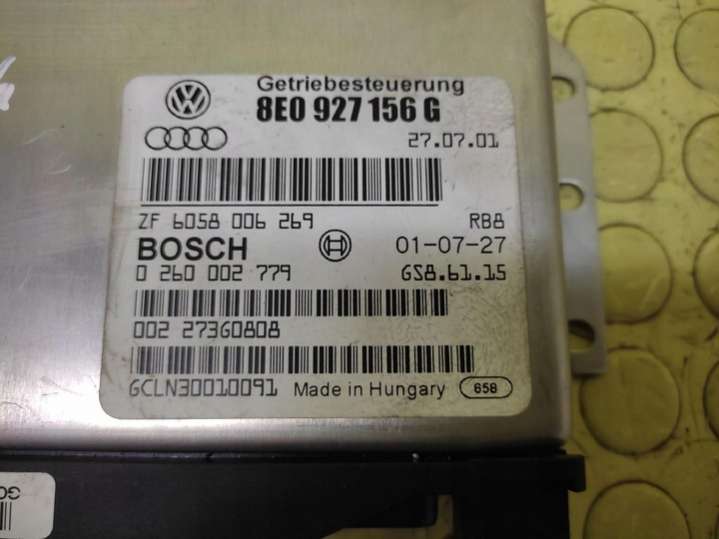 Getriebesteuerung
8E0 927 156 G
27.07.01
ZF 6058 006 269 RB8
BOSCH 01-07-27
0 260 002 779 GS8.61.15
002 273G0808
GCLN30010091 Made in Hungary 658